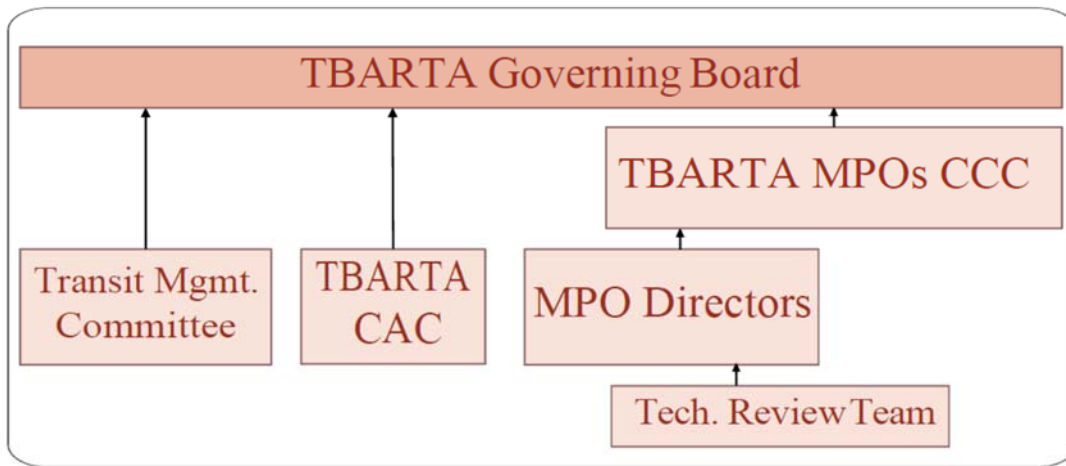 TBARTA Governing Board
TBARTA MPOs CCC
Transit Mgmt.
Committee
TBARTA
CAC
MPO Directors
Tech. Review Team